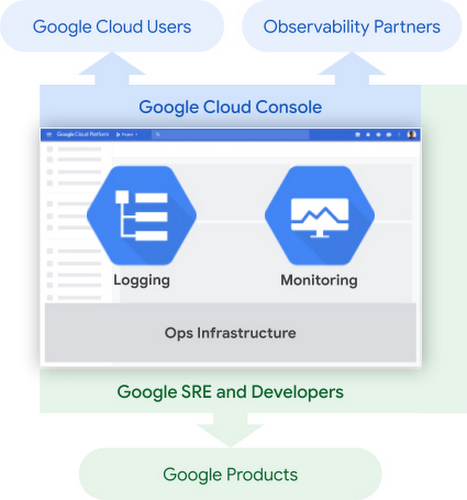 Google Cloud Users
Observability Partners
Google Cloud Console
Google Cloud Platform
Project
Logging
Monitoring
Ops Infrastructure
Google SRE and Developers
Google Products